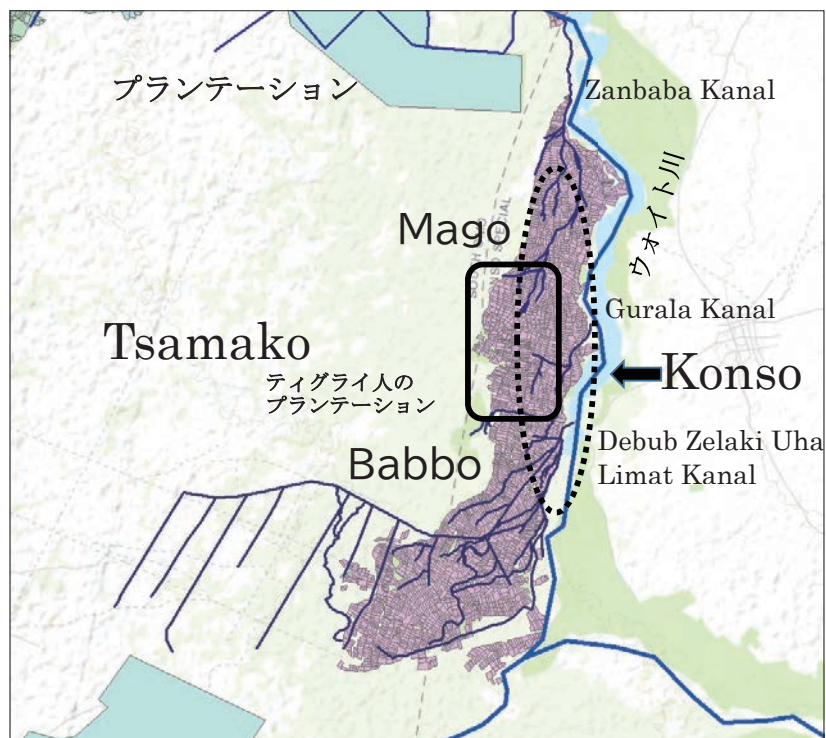 プランテーション
Zanbaba Kanal
ウォイト川
Mago
Gurala Kanal
Tsamako
ティグライ人の
プランテーション
Konso
Babbo
Debub Zelaki Uha
Limat Kanal